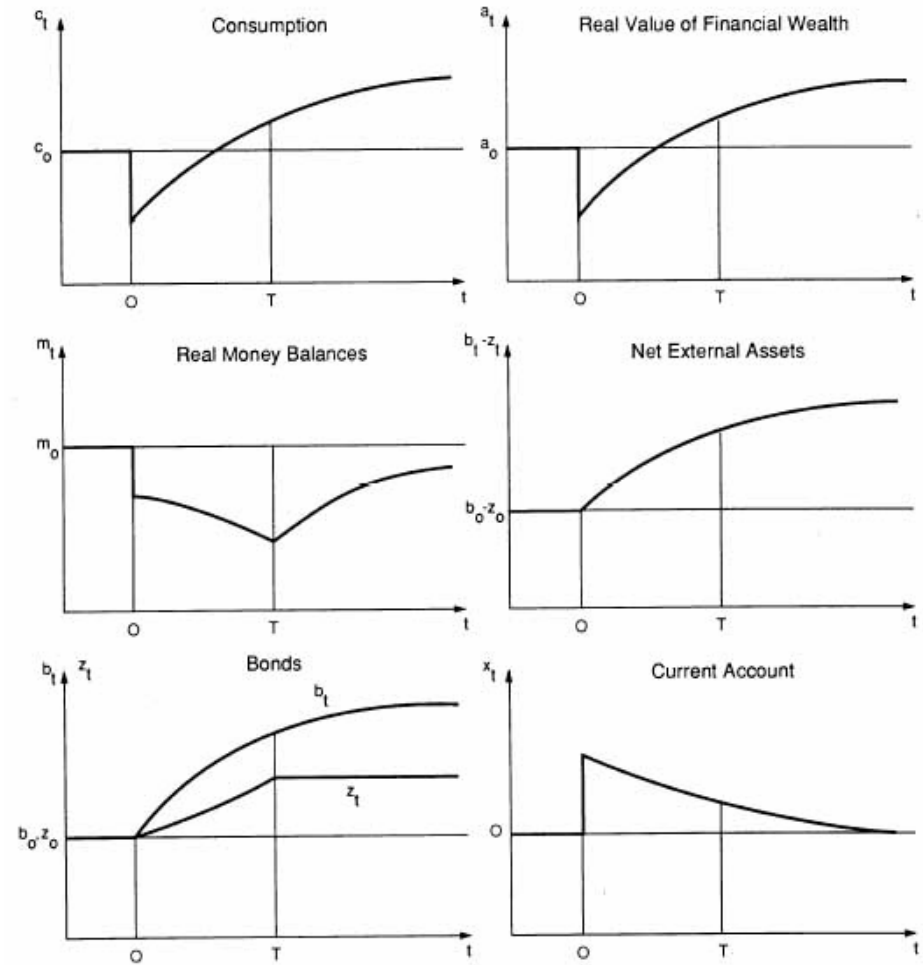 c_t
Consumption
c_o
O
T
t
a_t
Real Value of Financial Wealth
a_o
O
T
t
m_t
Real Money Balances
m_o
O
T
t
b_t-z_t
Net External Assets
b_o-z_o
O
T
t
b_t z_t
Bonds
b_t
z_t
b_o,z_o
O
T
t
x_t
Current Account
O
O
T
t